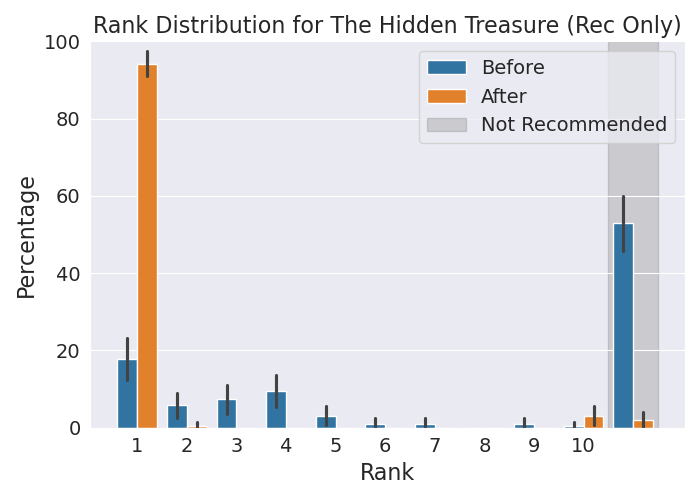 Rank Distribution for The Hidden Treasure (Rec Only)
100
80
60
40
20
0
Percentage
Before
After
Not Recommended
1 2 3 4 5 6 7 8 9 10
Rank